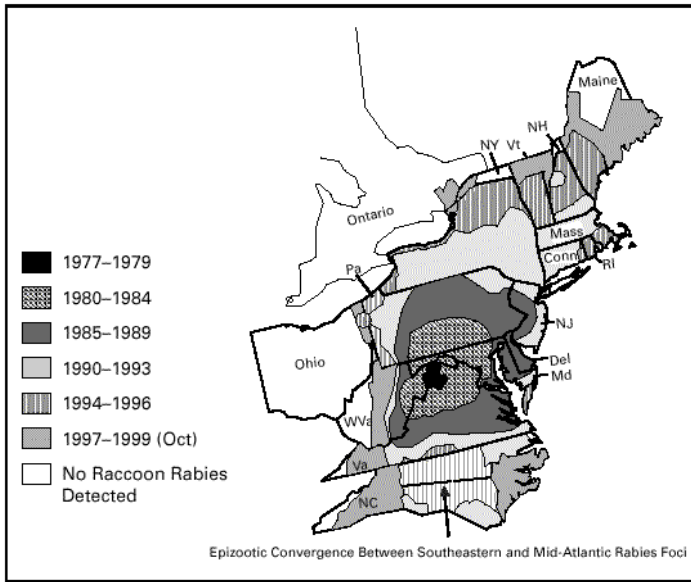 Maine
NH
NY
Vt
Ontario
Mass
Conn
RI
Pa
NJ
Ohio
Del
Md
WVa
Va
NC
1977–1979
1980–1984
1985–1989
1990–1993
1994–1996
1997–1999 (Oct)
No Raccoon Rabies
Detected
Epizootic Convergence Between Southeastern and Mid-Atlantic Rabies Foci